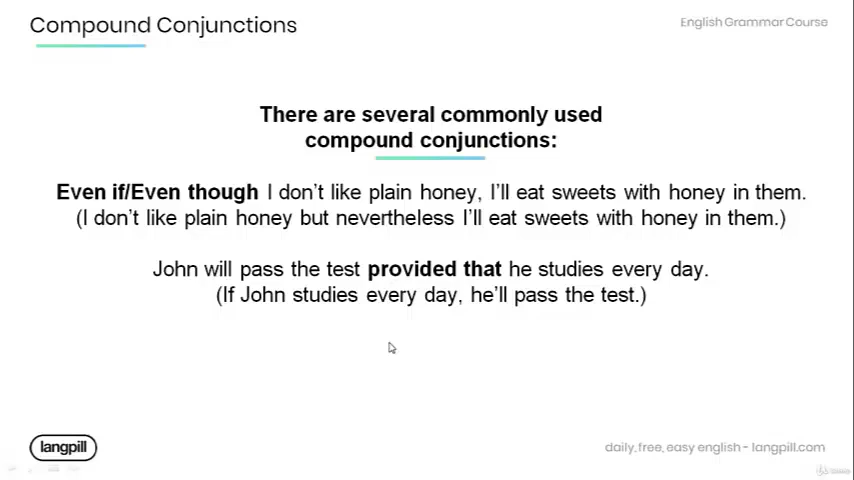 Compound Conjunctions
English Grammar Course
There are several commonly used
compound conjunctions:
Even if/Even though I don't like plain honey, I'll eat sweets with honey in them.
(I don't like plain honey but nevertheless I'll eat sweets with honey in them.)
John will pass the test provided that he studies every day.
(If John studies every day, he'll pass the test.)
langpill
daily, free, easy english - langpill.com